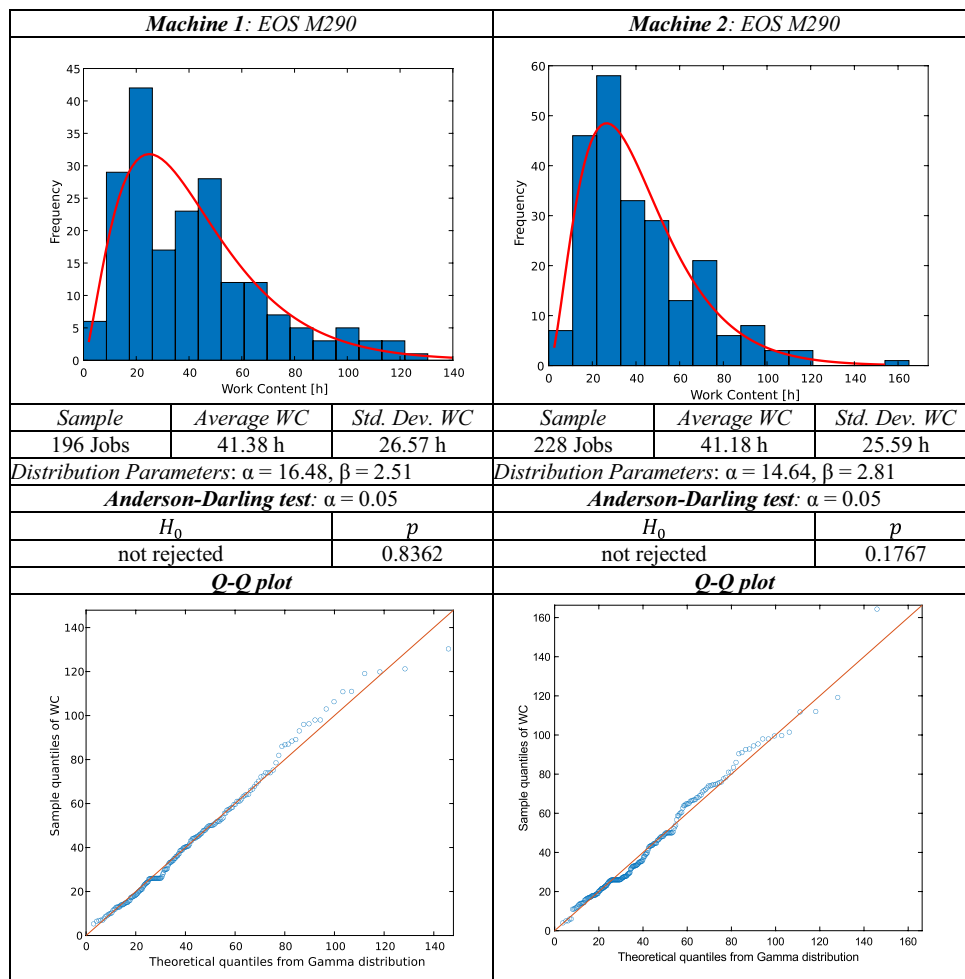 Machine 1: EOS M290
Machine 2: EOS M290
45
40
35
30
25
20
15
10
5
0
Frequency
0 20 40 60 80 100 120 140
Work Content [h]
60
50
40
30
20
10
0
Frequency
0 20 40 60 80 100 120 140 160
Work Content [h]
Sample Average WC Std. Dev. WC
196 Jobs 41.38 h 26.57 h
Distribution Parameters: α = 16.48, β = 2.51
Anderson-Darling test: α = 0.05
H₀ p
not rejected 0.8362
Q-Q plot
Sample Average WC Std. Dev. WC
228 Jobs 41.18 h 25.59 h
Distribution Parameters: α = 14.64, β = 2.81
Anderson-Darling test: α = 0.05
H₀ p
not rejected 0.1767
Q-Q plot
140
120
100
80
60
40
20
0
Sample quantiles of WC
0 20 40 60 80 100 120 140
Theoretical quantiles from Gamma distribution
160
140
120
100
80
60
40
20
0
Sample quantiles of WC
0 20 40 60 80 100 120 140 160
Theoretical quantiles from Gamma distribution